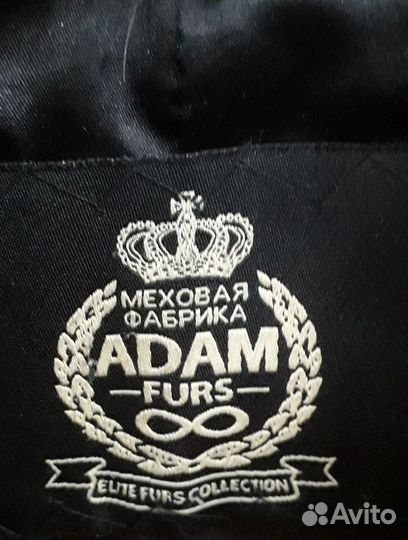 МЕХОВАЯ
ФАБРИКА
ADAM
FURS
ELITE FURS COLLECTION
Avito